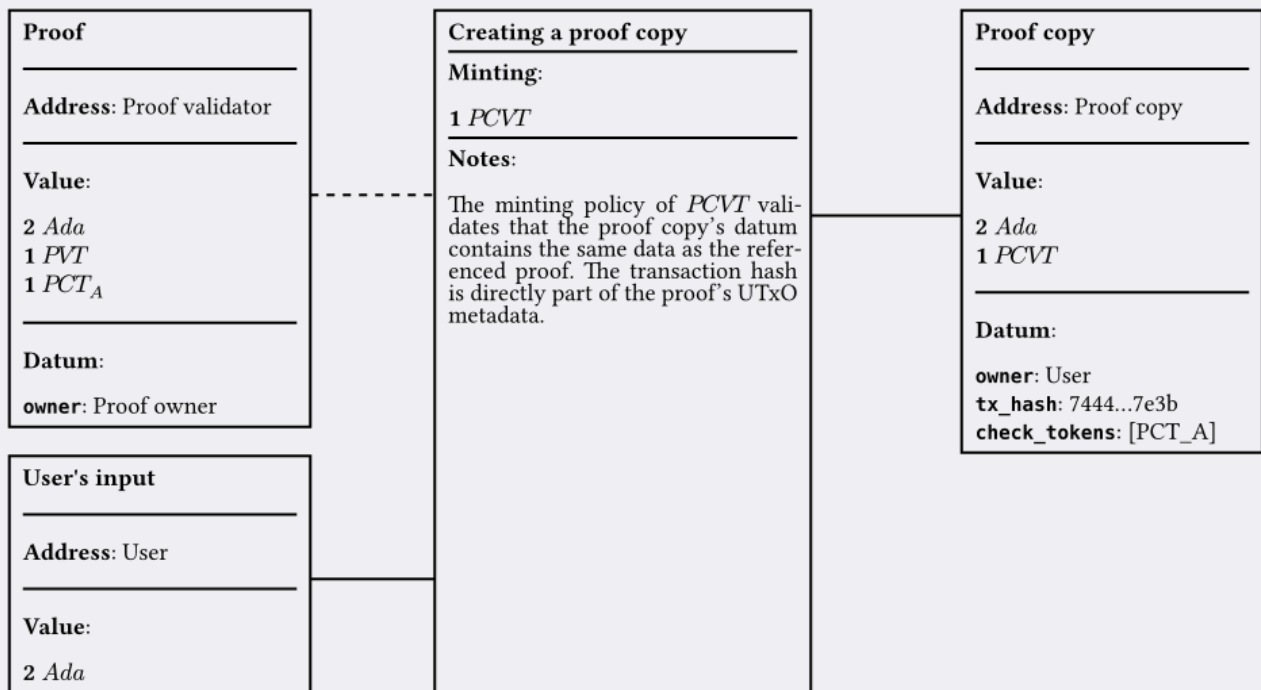 Proof
Address: Proof validator
Value:
2 Ada
1 PVT
1 PCT_A
Datum:
owner: Proof owner
User's input
Address: User
Value:
2 Ada
Creating a proof copy
Minting:
1 PCVT
Notes:
The minting policy of PCVT vali-
dates that the proof copy's datum
contains the same data as the refer-
enced proof. The transaction hash
is directly part of the proof's UTxO
metadata.
Proof copy
Address: Proof copy
Value:
2 Ada
1 PCVT
Datum:
owner: User
tx_hash: 7444...7e3b
check_tokens: [PCT_A]